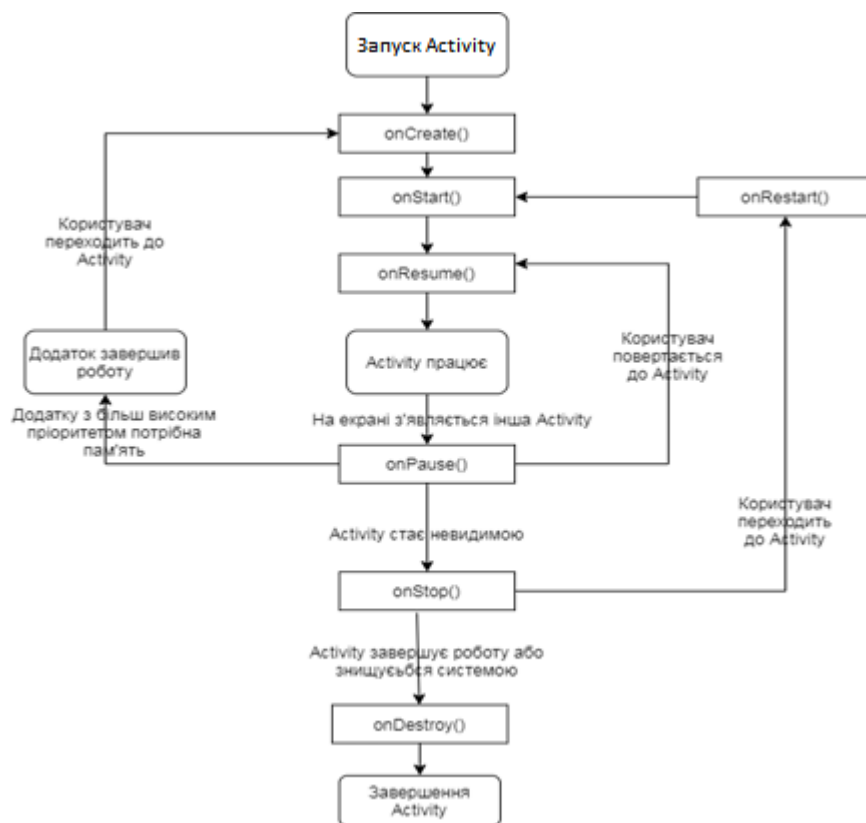 Запуск Activity
onCreate()
onStart()
onRestart()
Користувач
переходить до
Activity
onResume()
Додаток завершив
роботу
Activity працює
Користувач
повертається
до Activity
Додатку з більш високим
пріоритетом потрібна
пам'ять
На екрані з'являється інша Activity
onPause()
Користувач
переходить
до Activity
Activity стає невидимою
onStop()
Activity завершує роботу або
знищуєьбся системою
onDestroy()
Завершення
Activity